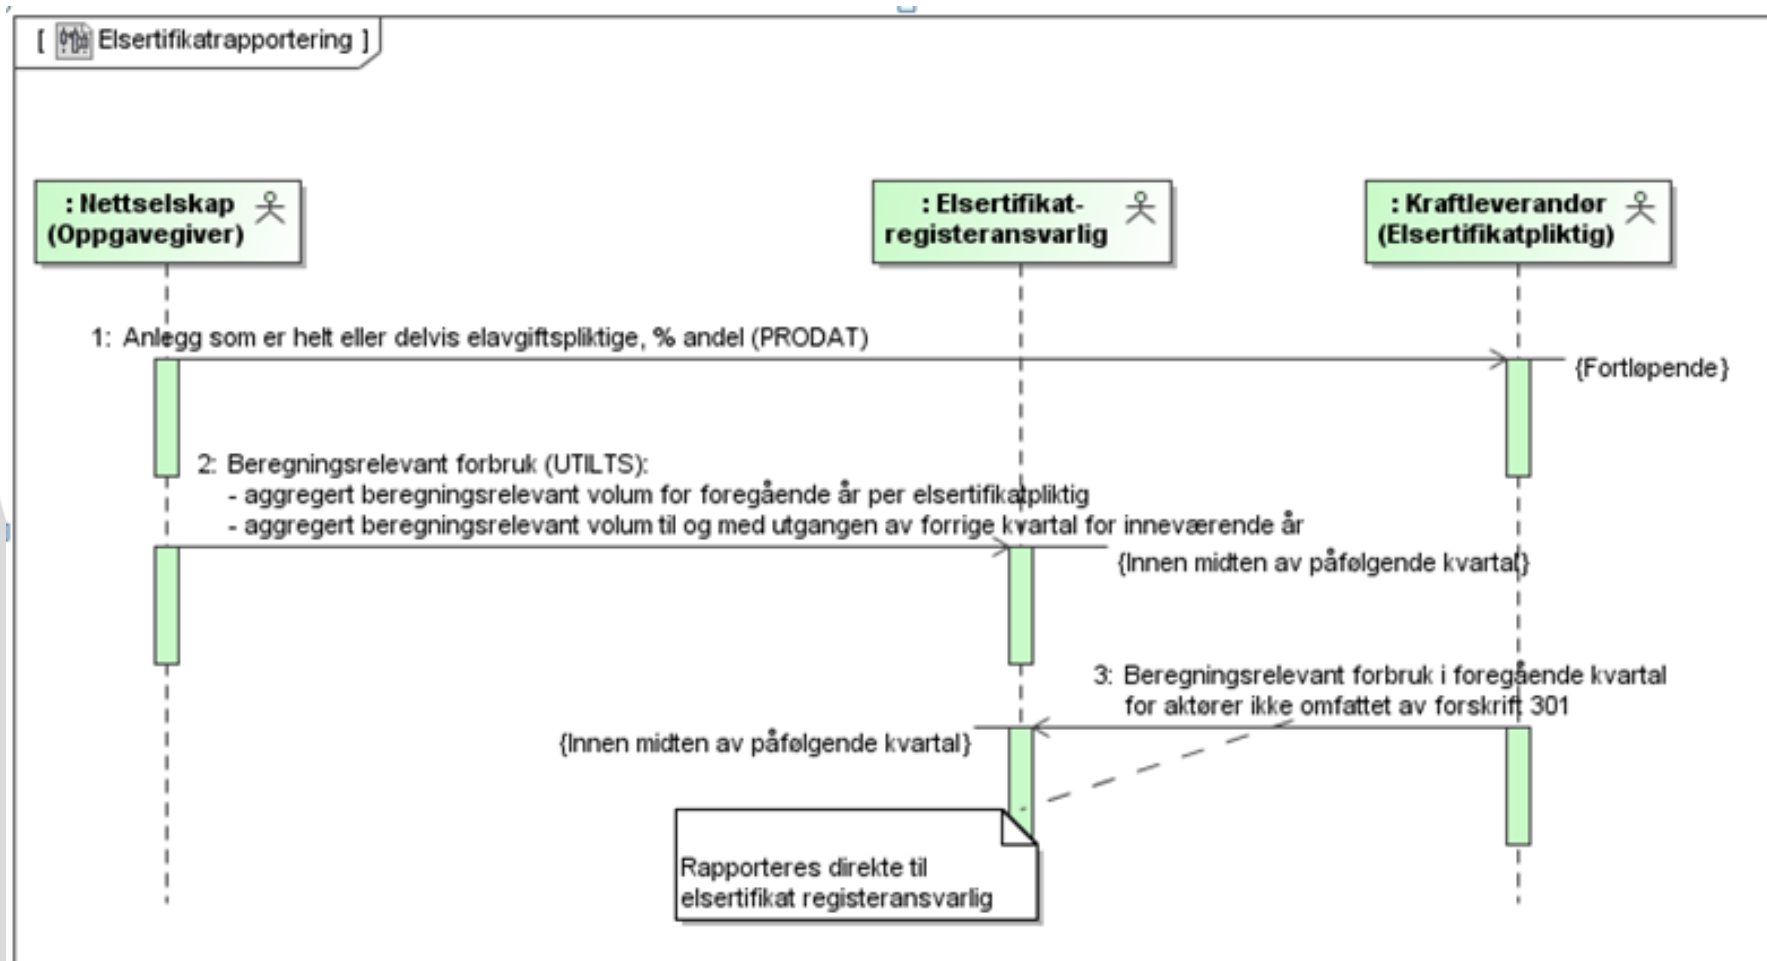 [ Elsertifikatrapportering ]
: Nettselskap
(Oppgavegiver)
: Elsertifikat-
registeransvarlig
: Kraftleverandør
(Elsertifikatpliktig)
1: Anlegg som er helt eller delvis elavgiftspliktige, % andel (PRODAT)
{Fortløpende}
2: Beregningsrelevant forbruk (UTILTS):
- aggregert beregningsrelevant volum for foregående år per elsertifikatpliktig
- aggregert beregningsrelevant volum til og med utgangen av forrige kvartal for inneværende år
{Innen midten av påfølgende kvartal}
3: Beregningsrelevant forbruk i foregående kvartal
for aktører ikke omfattet av forskrift 301
{Innen midten av påfølgende kvartal}
Rapporteres direkte til
elsertifikat registeransvarlig